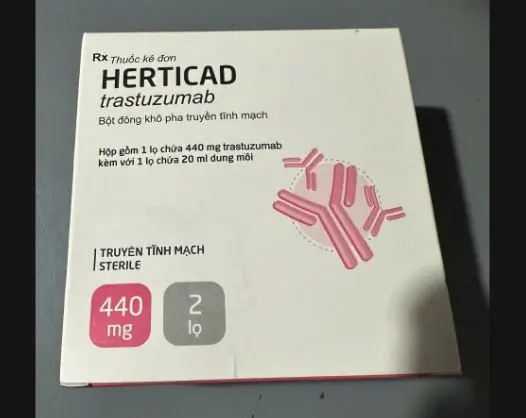 Rx Thuốc kê đơn
HERTICAD
trastuzumab
Bột đông khô pha truyền tĩnh mạch
Hộp gồm 1 lọ chứa 440 mg trastuzumab
kèm với 1 lọ chứa 20 ml dung môi
TRUYỀN TĨNH MẠCH
STERILE
440
mg
2
lọ